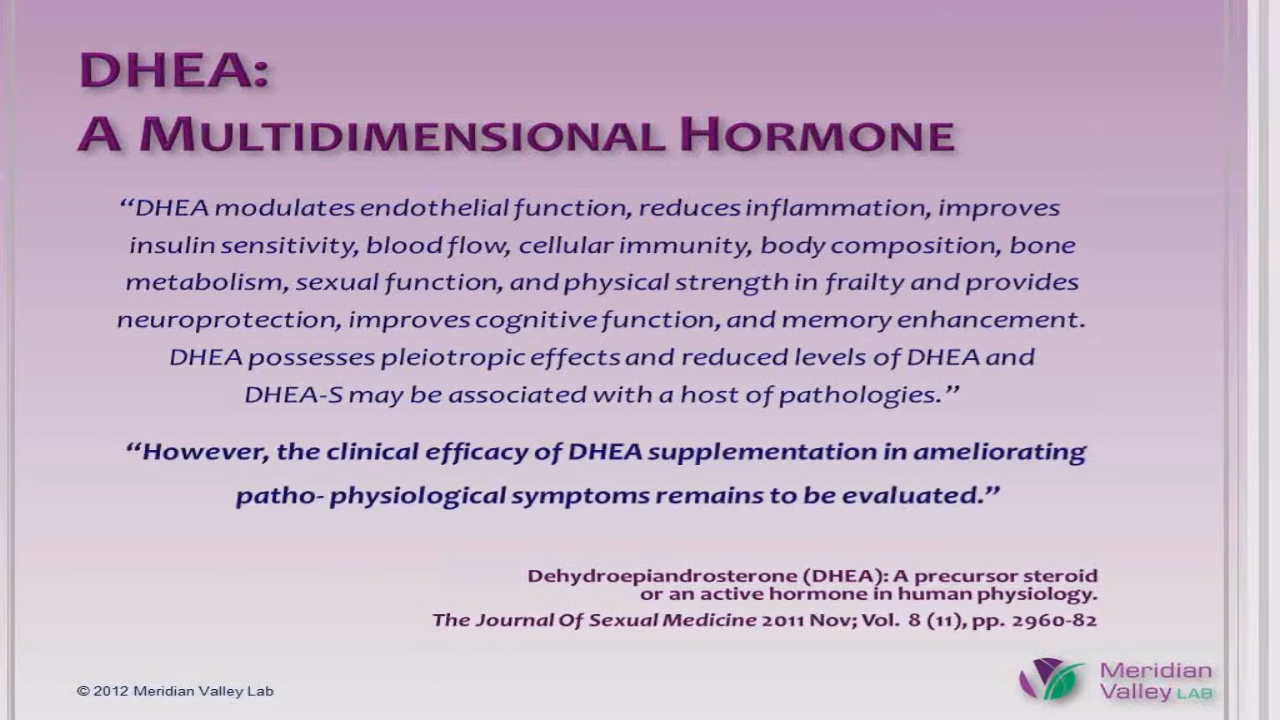 DHEA:
A MULTIDIMENSIONAL HORMONE
“DHEA modulates endothelial function, reduces inflammation, improves
insulin sensitivity, blood flow, cellular immunity, body composition, bone
metabolism, sexual function, and physical strength in frailty and provides
neuroprotection, improves cognitive function, and memory enhancement.
DHEA possesses pleiotropic effects and reduced levels of DHEA and
DHEA-S may be associated with a host of pathologies.”
“However, the clinical efficacy of DHEA supplementation in ameliorating
patho- physiological symptoms remains to be evaluated.”
Dehydroepiandrosterone (DHEA): A precursor steroid
or an active hormone in human physiology.
The Journal Of Sexual Medicine 2011 Nov; Vol. 8 (11), pp. 2960-82
© 2012 Meridian Valley Lab
Meridian
Valley LAB